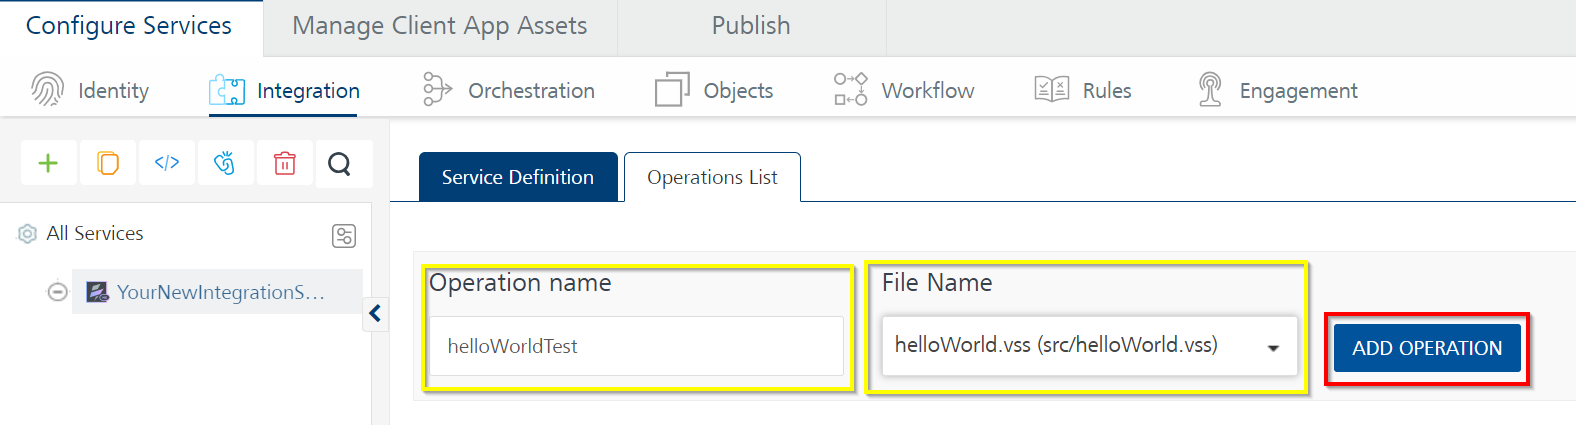 Configure Services Manage Client App Assets Publish
Identity Integration Orchestration Objects Workflow Rules Engagement
</>
Service Definition Operations List
All Services
YourNewIntegrationS...
Operation name File Name
helloWorldTest helloWorld.vss (src/helloWorld.vss) ADD OPERATION